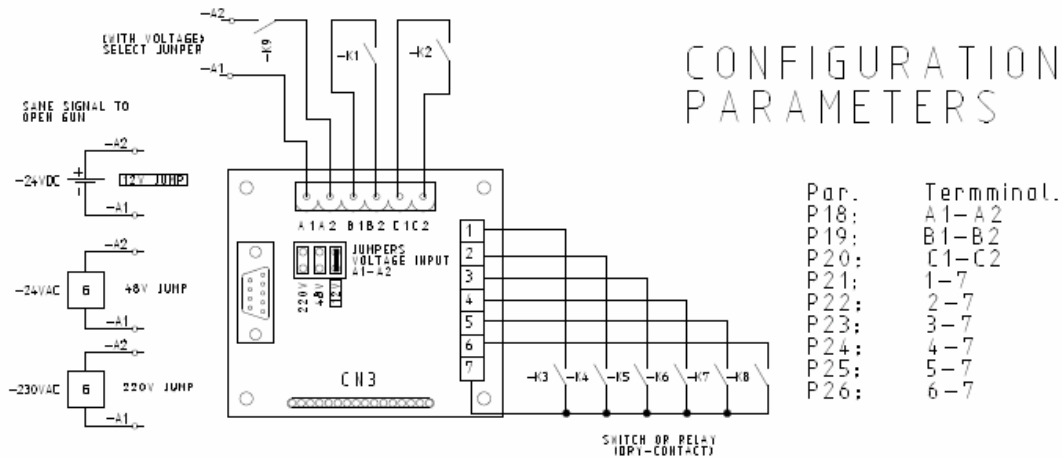 -A2
(WITH VOLTAGE)
SELECT JUMPER
-K9
-K1
-K2
-A1
CONFIGURATION
PARAMETERS
SANE SIGNAL TO
OPEN GUN
-A2
-24VDC
+
-
12V JUMP
-A1
A1 A2 B1 B2 C1 C2
JUMPERS
VOLTAGE INPUT
A1-A2
220V
48V
12V
-A2
-24VAC
6
48V JUMP
-A1
-A2
-230VAC
6
220V JUMP
-A1
CN3
1
2
3
4
5
6
7
-K3
-K4
-K5
-K6
-K7
-K8
SWITCH OR RELAY
(DRY-CONTACT)
Par. Termminal.
P18: A1-A2
P19: B1-B2
P20: C1-C2
P21: 1-7
P22: 2-7
P23: 3-7
P24: 4-7
P25: 5-7
P26: 6-7